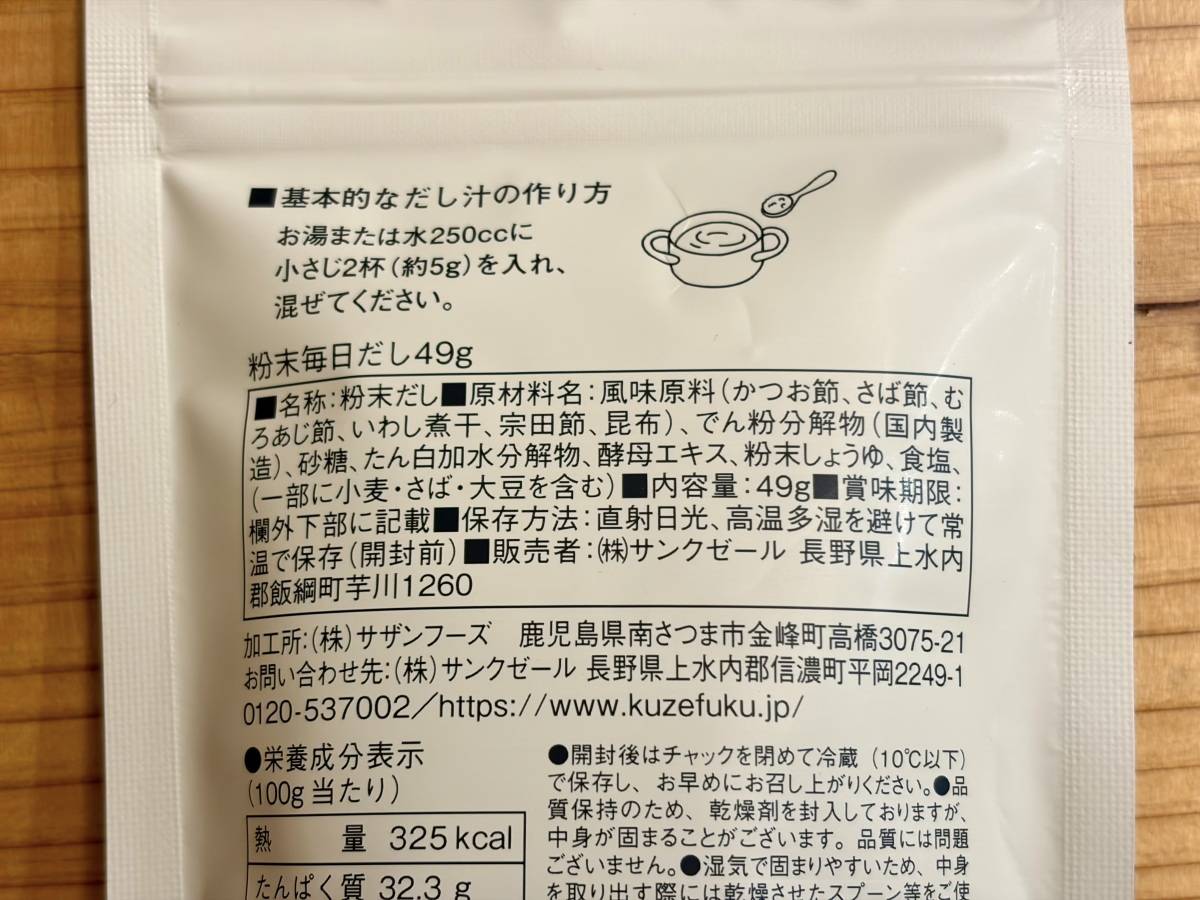 ■基本的なだし汁の作り方
お湯または水250ccに
小さじ2杯(約5g)を入れ、
混ぜてください。
粉末毎日だし49g
■名称:粉末だし■原材料名:風味原料(かつお節、さば節、む
ろあじ節、いわし煮干、宗田節、昆布)、でん粉分解物(国内製
造)、砂糖、たん白加水分解物、酵母エキス、粉末しょうゆ、食塩、
(一部に小麦・さば・大豆を含む)■内容量:49g■賞味期限:
欄外下部に記載■保存方法:直射日光、高温多湿を避けて常
温で保存(開封前)■販売者:(株)サンクゼール 長野県上水内
郡飯綱町芋川1260
加工所:(株)サザンフーズ 鹿児島県南さつま市金峰町高橋3075-21
お問い合わせ先:(株)サンクゼール 長野県上水内郡信濃町平岡2249-1
0120-537002/https://www.kuzefuku.jp/
●栄養成分表示
(100g当たり)
熱量 325kcal
たんぱく質 32.3g
●開封後はチャックを閉めて冷蔵(10℃以下)
で保存し、お早めにお召し上がりください。●品
質保持のため、乾燥剤を封入しておりますが、
中身が固まることがございます。品質には問題
ございません。●湿気で固まりやすいため、中身
を取り出す際には乾燥させたスプーン等をご使